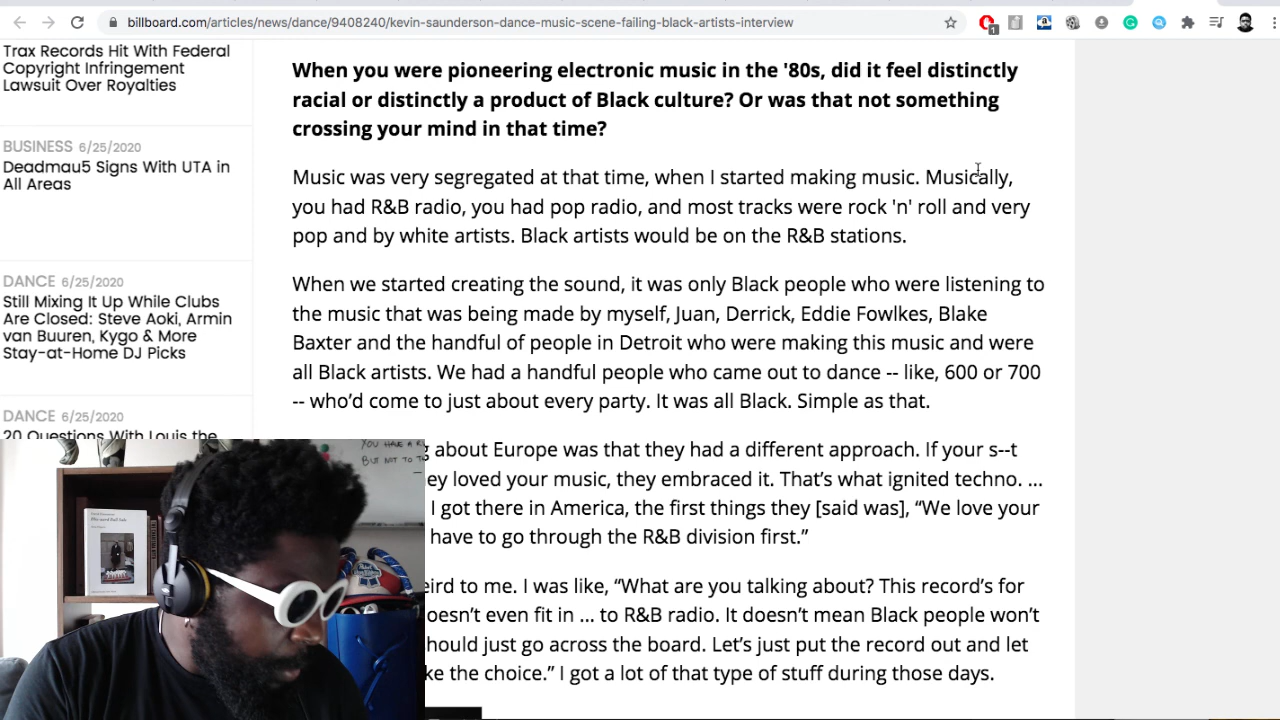 billboard.com/articles/news/dance/9408240/kevin-saunderson-dance-music-scene-failing-black-artists-interview
1
Trax Records Hit With Federal
Copyright Infringement
Lawsuit Over Royalties
BUSINESS 6/25/2020
Deadmau5 Signs With UTA in
All Areas
DANCE 6/25/2020
Still Mixing It Up While Clubs
Are Closed: Steve Aoki, Armin
van Buuren, Kygo & More
Stay-at-Home DJ Picks
DANCE 6/25/2020
20 Questions With Louis the
When you were pioneering electronic music in the '80s, did it feel distinctly
racial or distinctly a product of Black culture? Or was that not something
crossing your mind in that time?
Music was very segregated at that time, when I started making music. Musically,
you had R&B radio, you had pop radio, and most tracks were rock 'n' roll and very
pop and by white artists. Black artists would be on the R&B stations.
When we started creating the sound, it was only Black people who were listening to
the music that was being made by myself, Juan, Derrick, Eddie Fowlkes, Blake
Baxter and the handful of people in Detroit who were making this music and were
all Black artists. We had a handful people who came out to dance -- like, 600 or 700
-- who'd come to just about every party. It was all Black. Simple as that.
g about Europe was that they had a different approach. If your s--t
ey loved your music, they embraced it. That's what ignited techno. ...
I got there in America, the first things they [said was], “We love your
have to go through the R&B division first.”
eird to me. I was like, “What are you talking about? This record's for
oesn't even fit in ... to R&B radio. It doesn't mean Black people won't
hould just go across the board. Let's just put the record out and let
ke the choice.” I got a lot of that type of stuff during those days.
YOU HAVE A
BUT NOT TO
Pabst
Blue Ribbon